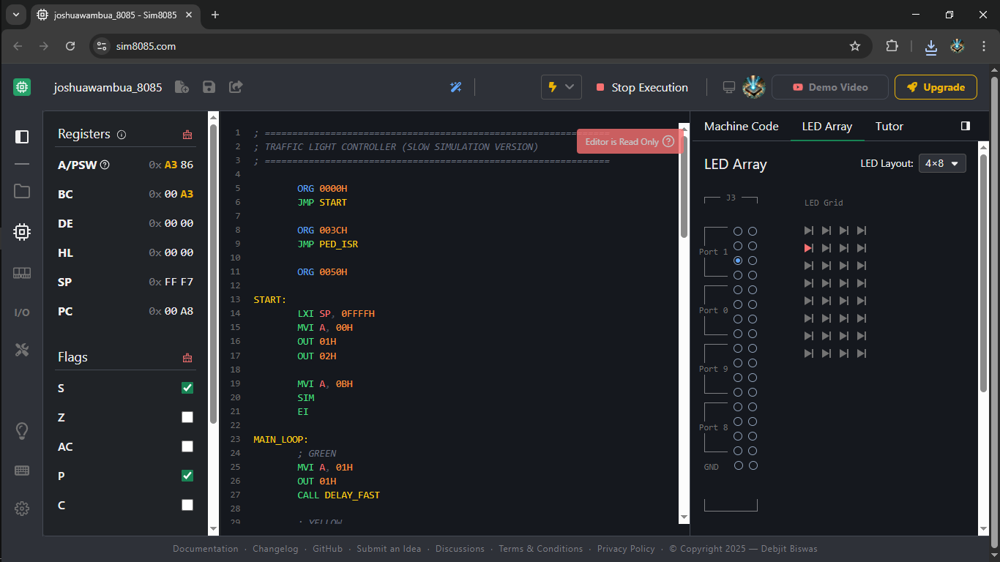 joshuawambua_8085 - Sim8085
sim8085.com
joshuawambua_8085
Stop Execution
Demo Video
Upgrade
Registers
A/PSW 0x A3 86
BC 0x 00 A3
DE 0x 00 00
HL 0x 00 00
SP 0x FF F7
PC 0x 00 A8
Flags
S
Z
AC
P
C
I/O
Editor is Read Only
1 ; ===============================================================
2 ; TRAFFIC LIGHT CONTROLLER (SLOW SIMULATION VERSION)
3 ; ===============================================================
4
5 ORG 0000H
6 JMP START
7
8 ORG 003CH
9 JMP PED_ISR
10
11 ORG 0050H
12
13 START:
14 LXI SP, 0FFFFH
15 MVI A, 00H
16 OUT 01H
17 OUT 02H
18
19 MVI A, 0BH
20 SIM
21 EI
22
23 MAIN_LOOP:
24 ; GREEN
25 MVI A, 01H
26 OUT 01H
27 CALL DELAY_FAST
28
29 ; YELLOW
Machine Code LED Array Tutor
LED Array
LED Layout: 4×8
J3
LED Grid
Port 1
Port 0
Port 9
Port 8
GND
Documentation · Changelog · GitHub · Submit an Idea · Discussions · Terms & Conditions · Privacy Policy · © Copyright 2025 — Debjit Biswas